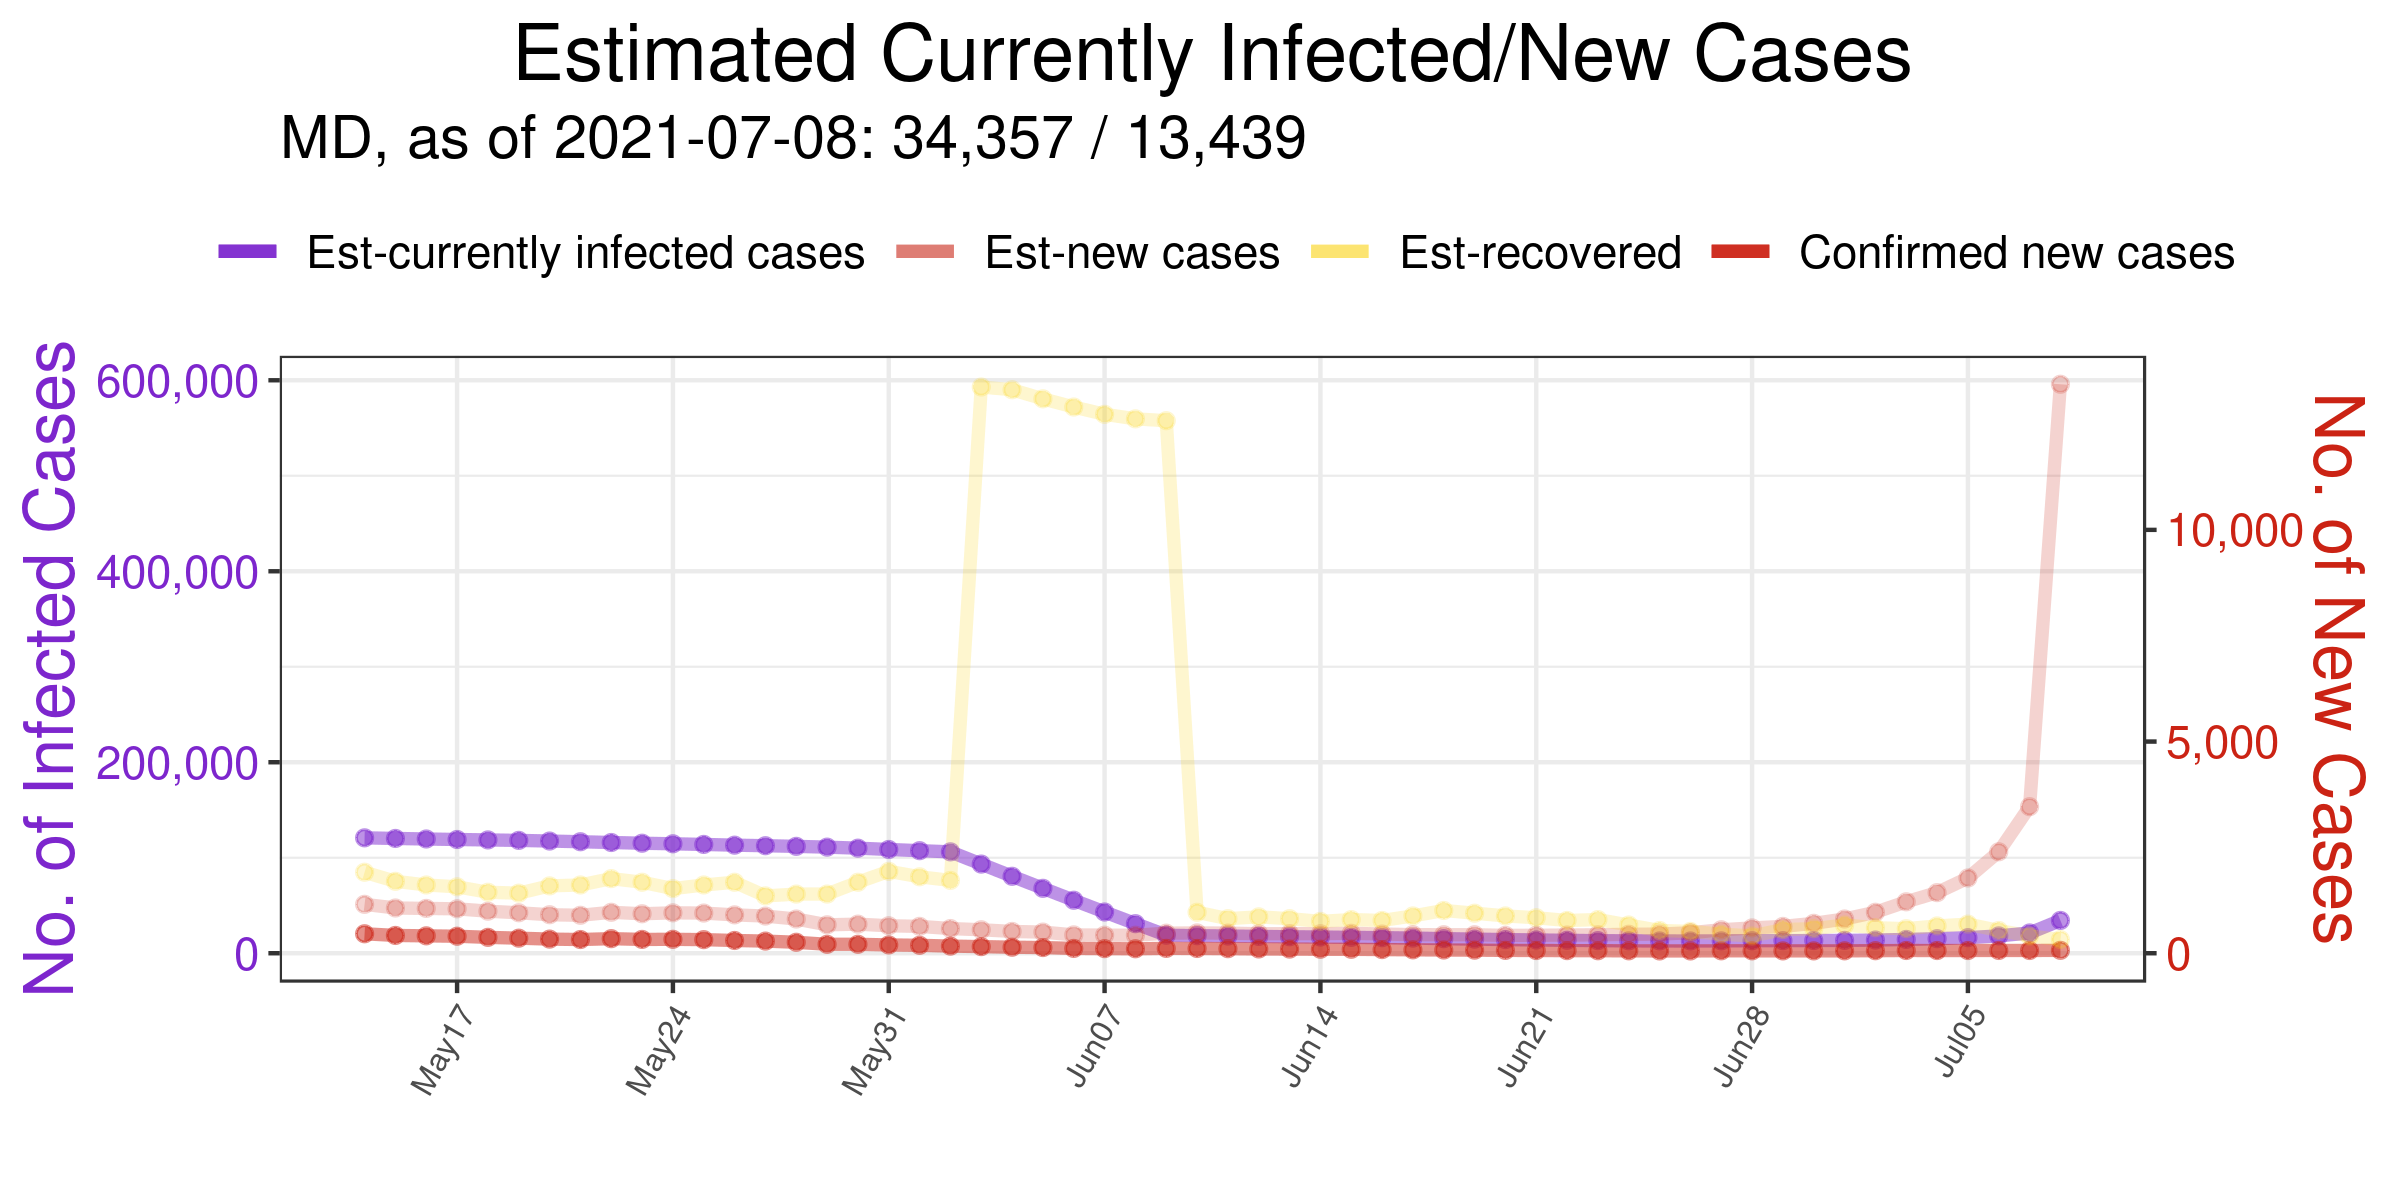 Estimated Currently Infected/New Cases
MD, as of 2021-07-08: 34,357 / 13,439
Est-currently infected cases Est-new cases Est-recovered Confirmed new cases
No. of Infected Cases
600,000
400,000
200,000
0
10,000
5,000
0
No. of New Cases
May17 May24 May31 Jun07 Jun14 Jun21 Jun28 Jul05